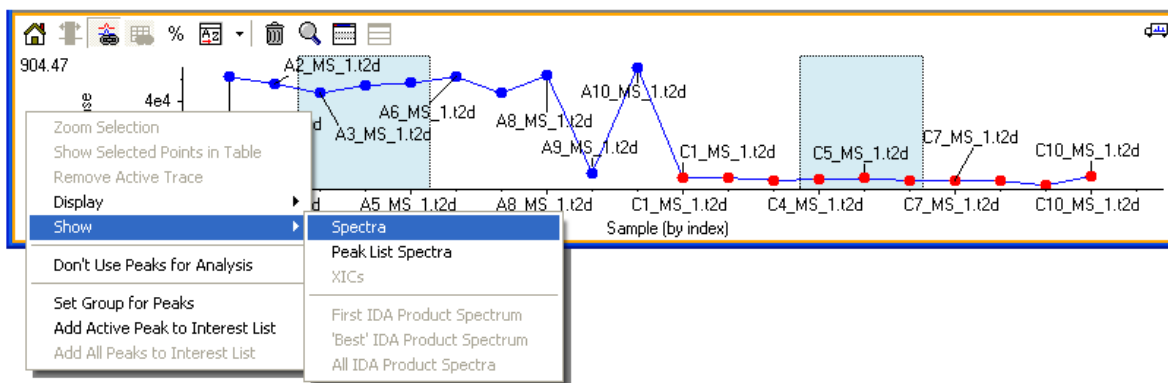 %
AZ
904.47
4e4
se
A2_MS_1.t2d
A3_MS_1.t2d
A6_MS_1.t2d
A8_MS_1.t2d
A9_MS_1.t2d
A10_MS_1.t2d
C1_MS_1.t2d
C5_MS_1.t2d
C7_MS_1.t2d
C10_MS_1.t2d
d
d
A5_MS_1.t2d
A8_MS_1.t2d
C1_MS_1.t2d
C4_MS_1.t2d
C7_MS_1.t2d
C10_MS_1.t2d
Sample (by index)
Zoom Selection
Show Selected Points in Table
Remove Active Trace
Display
Show
Don't Use Peaks for Analysis
Set Group for Peaks
Add Active Peak to Interest List
Add All Peaks to Interest List
Spectra
Peak List Spectra
XICs
First IDA Product Spectrum
'Best' IDA Product Spectrum
All IDA Product Spectra